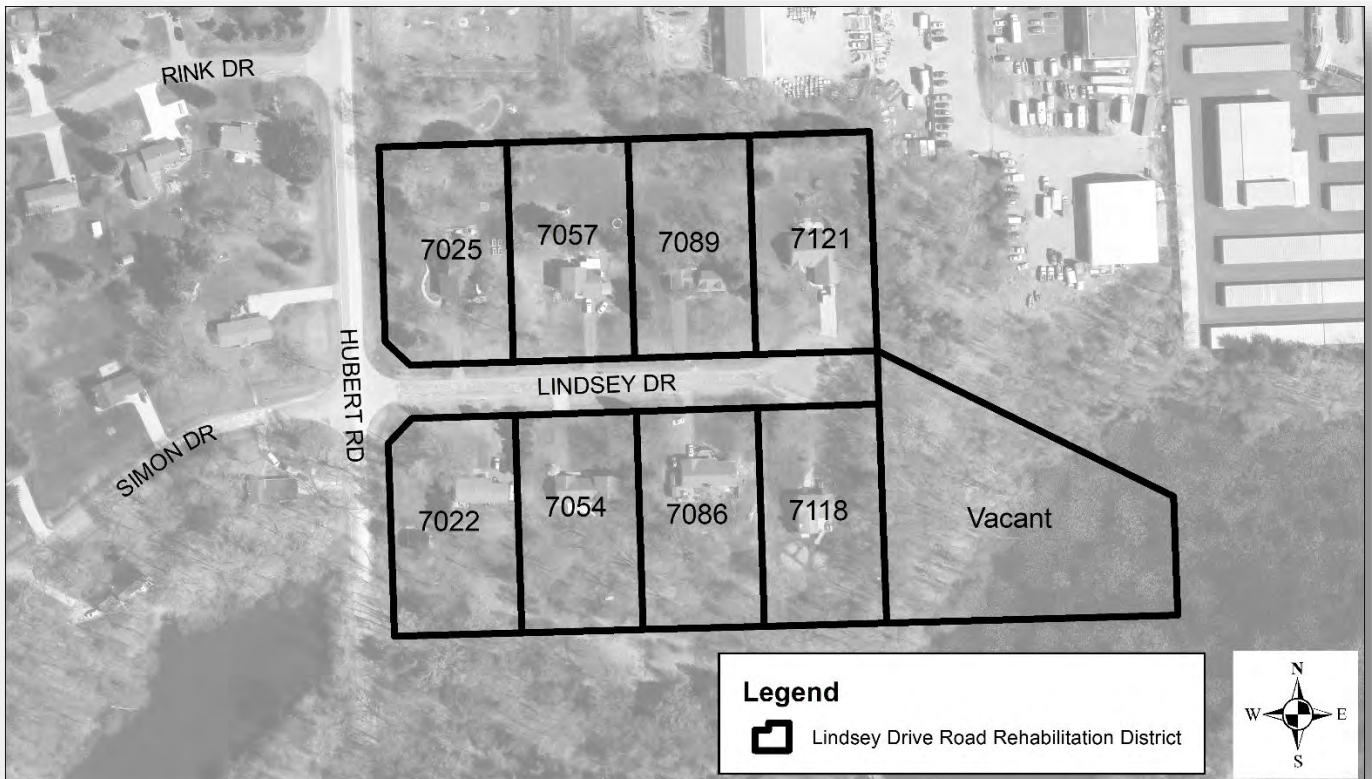 RINK DR
7025
7057
7089
7121
HUBERT RD
LINDSEY DR
SIMON DR
7022
7054
7086
7118
Vacant
Legend
Lindsey Drive Road Rehabilitation District
N
W E
S